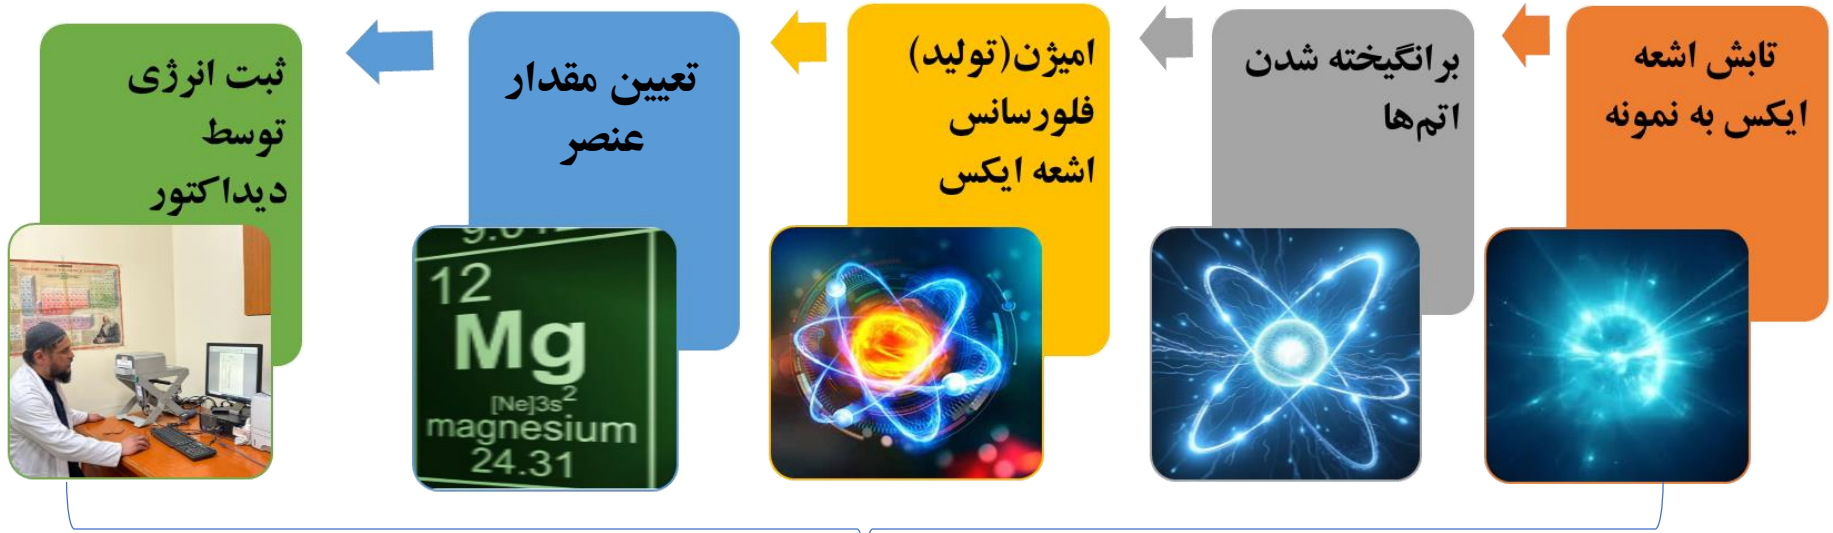 تابش اشعه
ایکس به نمونه
برانگیخته شدن
اتم‌ها
امیژن(تولید)
فلورسانس
اشعه ایکس
تعیین مقدار
عنصر
ثبت انرژی
توسط
دیداکتور
12
Mg
[Ne]3s²
magnesium
24.31